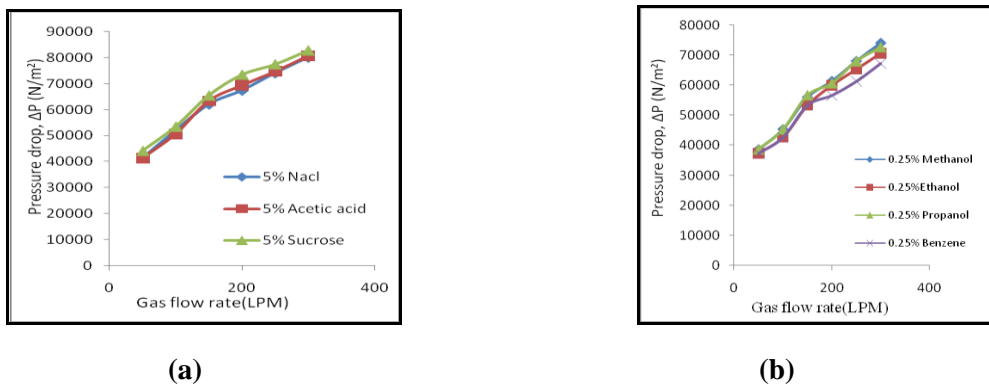 90000
80000
70000
60000
50000
40000
30000
20000
10000
0
Pressure drop, ΔP (N/m²)
5% Nacl
5% Acetic acid
5% Sucrose
0 200 400
Gas flow rate(LPM)
(a)
80000
70000
60000
50000
40000
30000
20000
10000
0
Pressure drop, ΔP (N/m²)
0.25% Methanol
0.25%Ethanol
0.25% Propanol
0.25% Benzene
0 200 400
Gas flow rate(LPM)
(b)